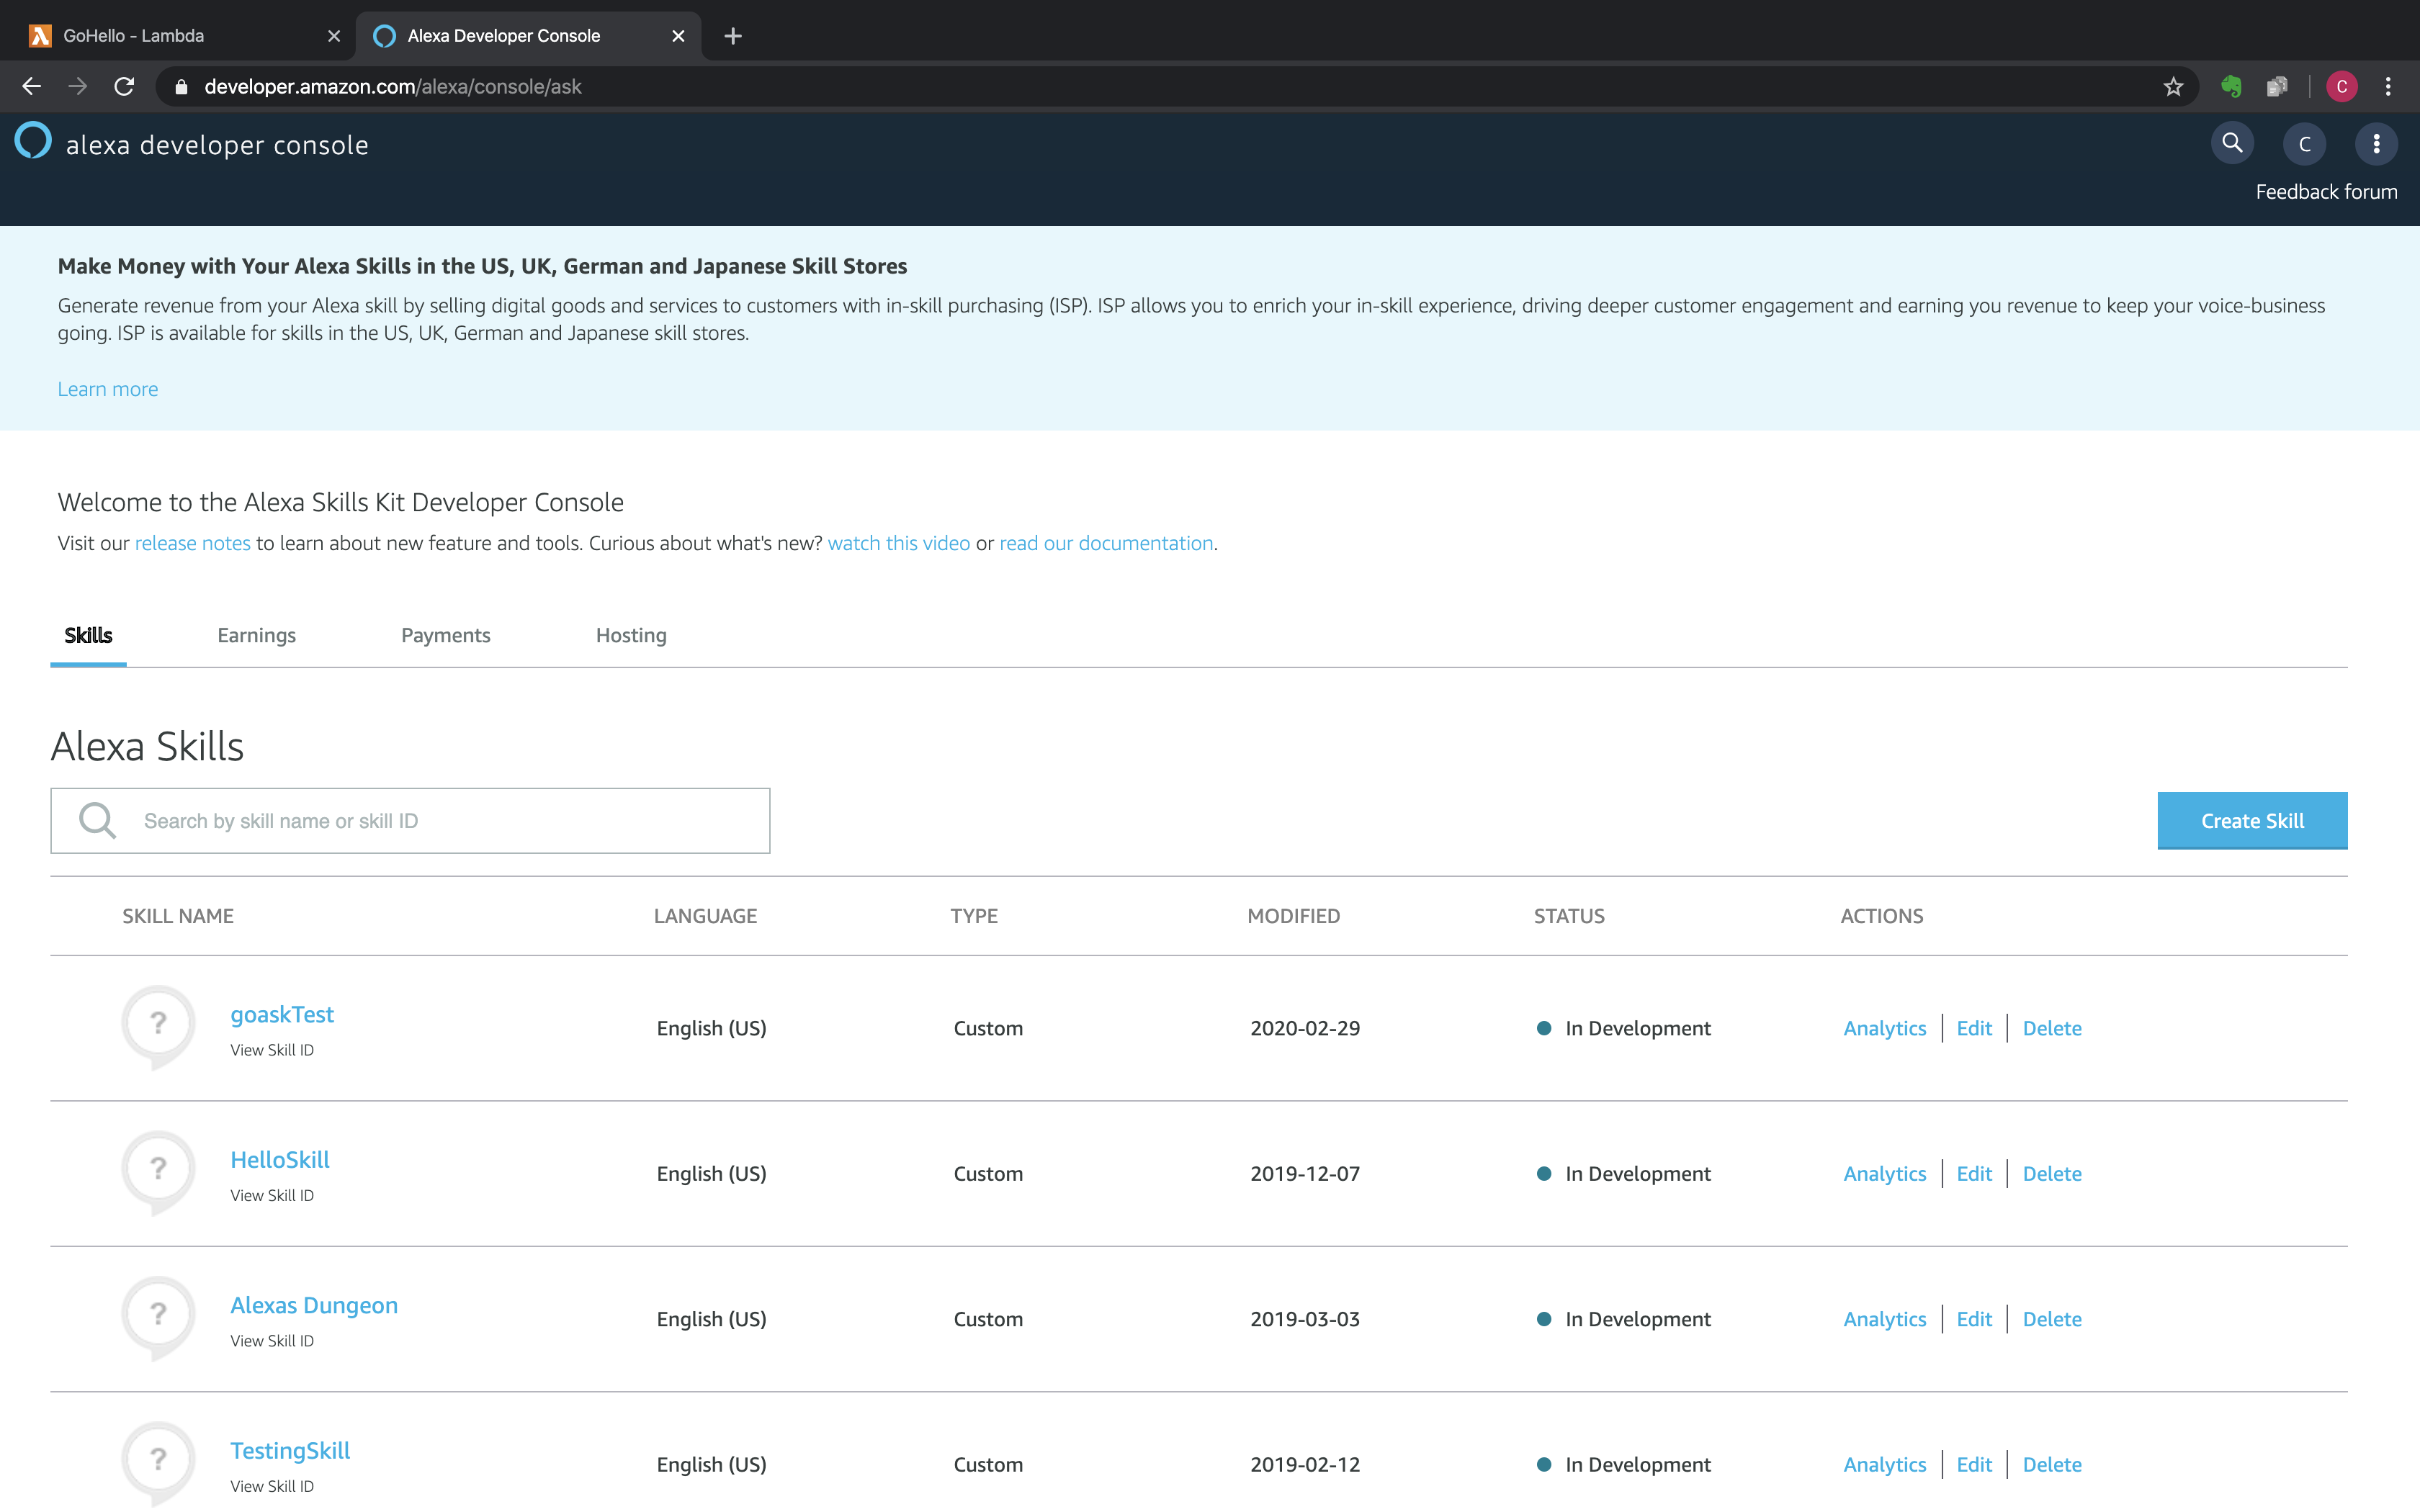 GoHello - Lambda
Alexa Developer Console
developer.amazon.com/alexa/console/ask
C
alexa developer console
C
Feedback forum
Make Money with Your Alexa Skills in the US, UK, German and Japanese Skill Stores
Generate revenue from your Alexa skill by selling digital goods and services to customers with in-skill purchasing (ISP). ISP allows you to enrich your in-skill experience, driving deeper customer engagement and earning you revenue to keep your voice-business
going. ISP is available for skills in the US, UK, German and Japanese skill stores.
Learn more
Welcome to the Alexa Skills Kit Developer Console
Visit our release notes to learn about new feature and tools. Curious about what's new? watch this video or read our documentation.
Skills Earnings Payments Hosting
Alexa Skills
Search by skill name or skill ID
Create Skill
SKILL NAME LANGUAGE TYPE MODIFIED STATUS ACTIONS
? goaskTest English (US) Custom 2020-02-29 In Development Analytics | Edit | Delete
View Skill ID
? HelloSkill English (US) Custom 2019-12-07 In Development Analytics | Edit | Delete
View Skill ID
? Alexas Dungeon English (US) Custom 2019-03-03 In Development Analytics | Edit | Delete
View Skill ID
? TestingSkill English (US) Custom 2019-02-12 In Development Analytics | Edit | Delete
View Skill ID